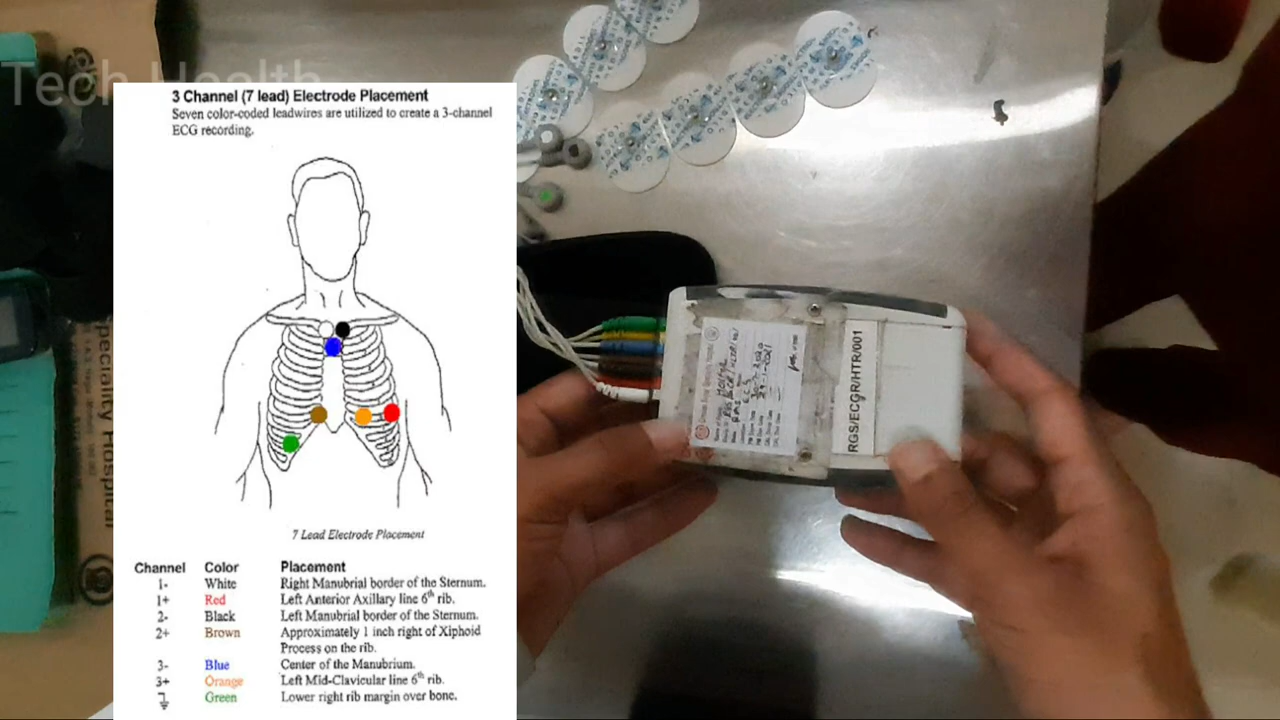 Tech Health
3 Channel (7 lead) Electrode Placement
Seven color-coded leadwires are utilized to create a 3-channel
ECG recording.
7 Lead Electrode Placement
Channel Color Placement
1- White Right Manubrial border of the Sternum.
1+ Red Left Anterior Axillary line 6th rib.
2- Black Left Manubrial border of the Sternum.
2+ Brown Approximately 1 inch right of Xiphoid
Process on the rib.
3- Blue Center of the Manubrium.
3+ Orange Left Mid-Clavicular line 6th rib.
Green Lower right rib margin over bone.
RGS/ECGR/HTR/001
peciality Hospital